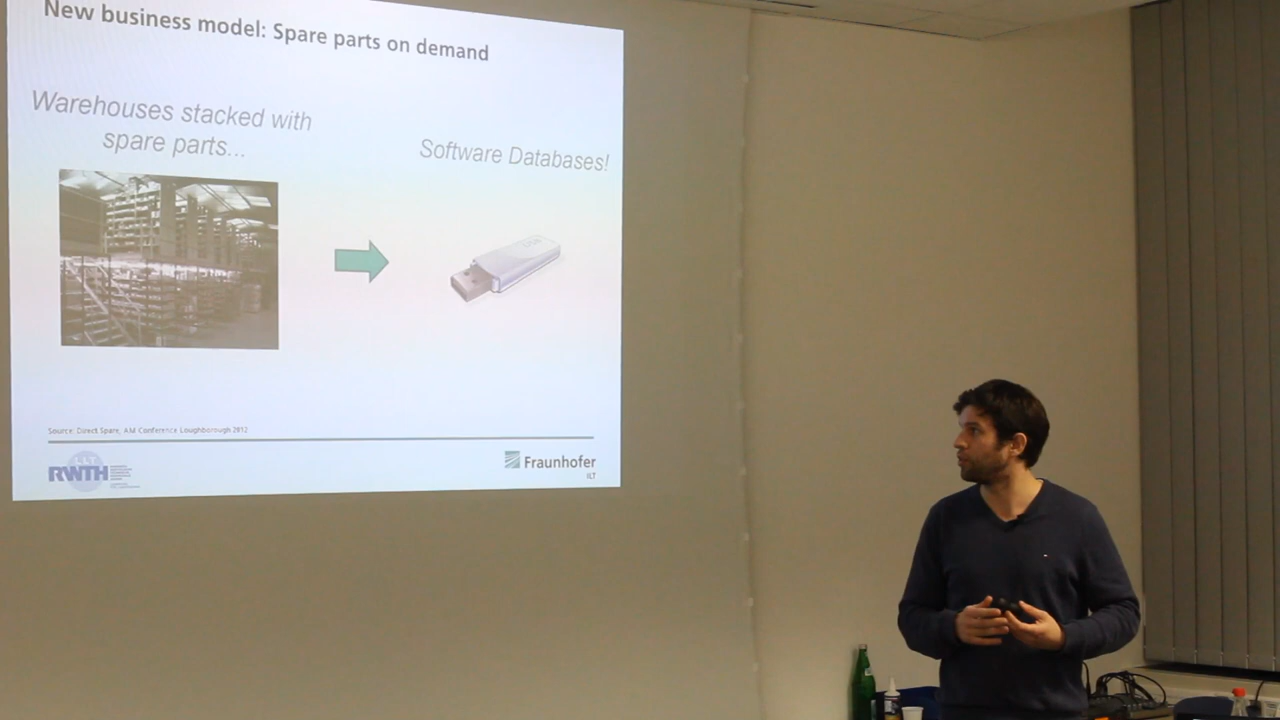 New business model: Spare parts on demand
Warehouses stacked with
spare parts...
Software Databases!
Source: Direct Spare, AM Conference Loughborough 2012
RWTH
Fraunhofer
ILT